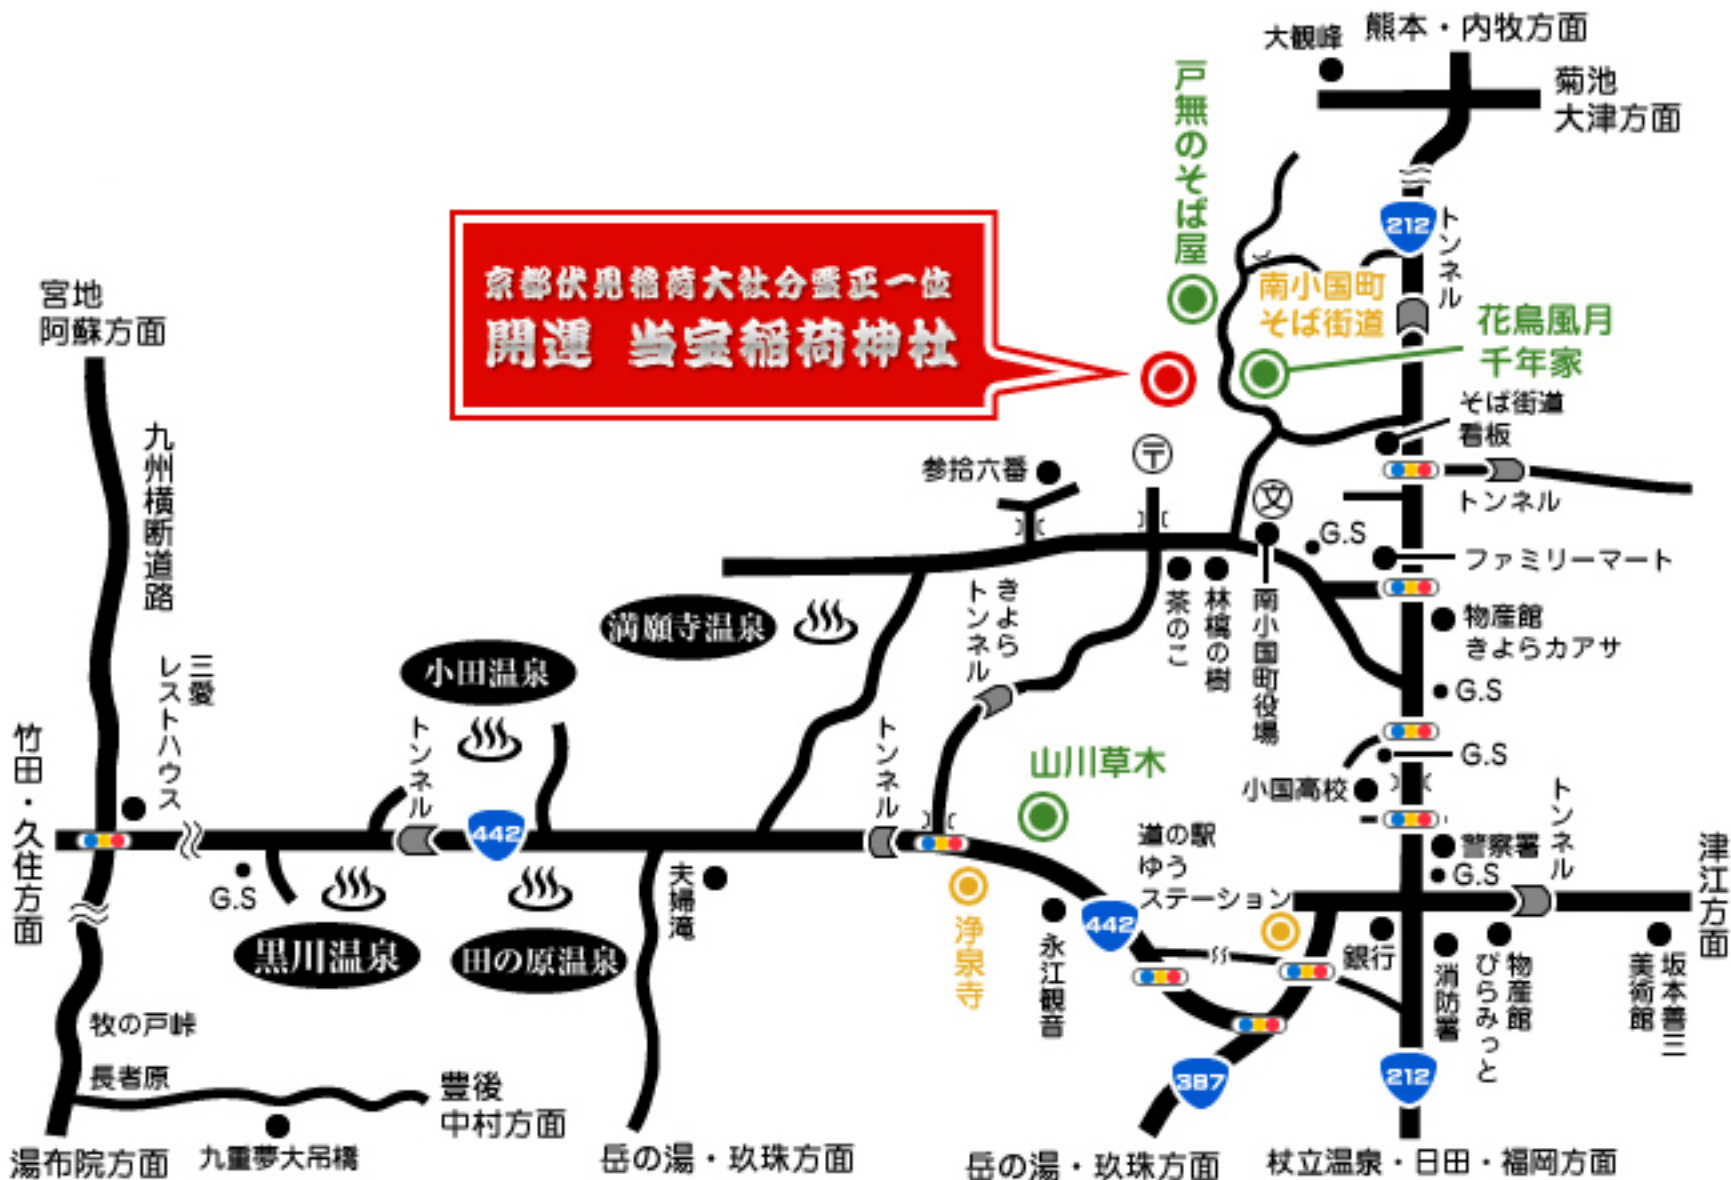 大観峰
熊本・内牧方面
菊池
大津方面
戸無のそば屋
212
トンネル
京都伏見稲荷大社分霊正一位
開運 当宝稲荷神社
南小国町
そば街道
花鳥風月
千年家
そば街道
看板
宮地
阿蘇方面
九州横断道路
参拾六番
〒
文
トンネル
G.S
ファミリーマート
物産館
きよらカアサ
G.S
G.S
小国高校
警察署
G.S
トンネル
津江方面
満願寺温泉
きよら
トンネル
茶のこ
林檎の樹
南小国町役場
小田温泉
トンネル
トンネル
三愛
レストハウス
竹田・久住方面
442
G.S
黒川温泉
田の原温泉
夫婦滝
山川草木
浄泉寺
永江観音
442
道の駅
ゆう
ステーション
銀行
消防署
物産館
ぴらみっと
坂本善三
美術館
牧の戸峠
長者原
豊後
中村方面
湯布院方面
九重夢大吊橋
岳の湯・玖珠方面
387
岳の湯・玖珠方面
212
杖立温泉・日田・福岡方面